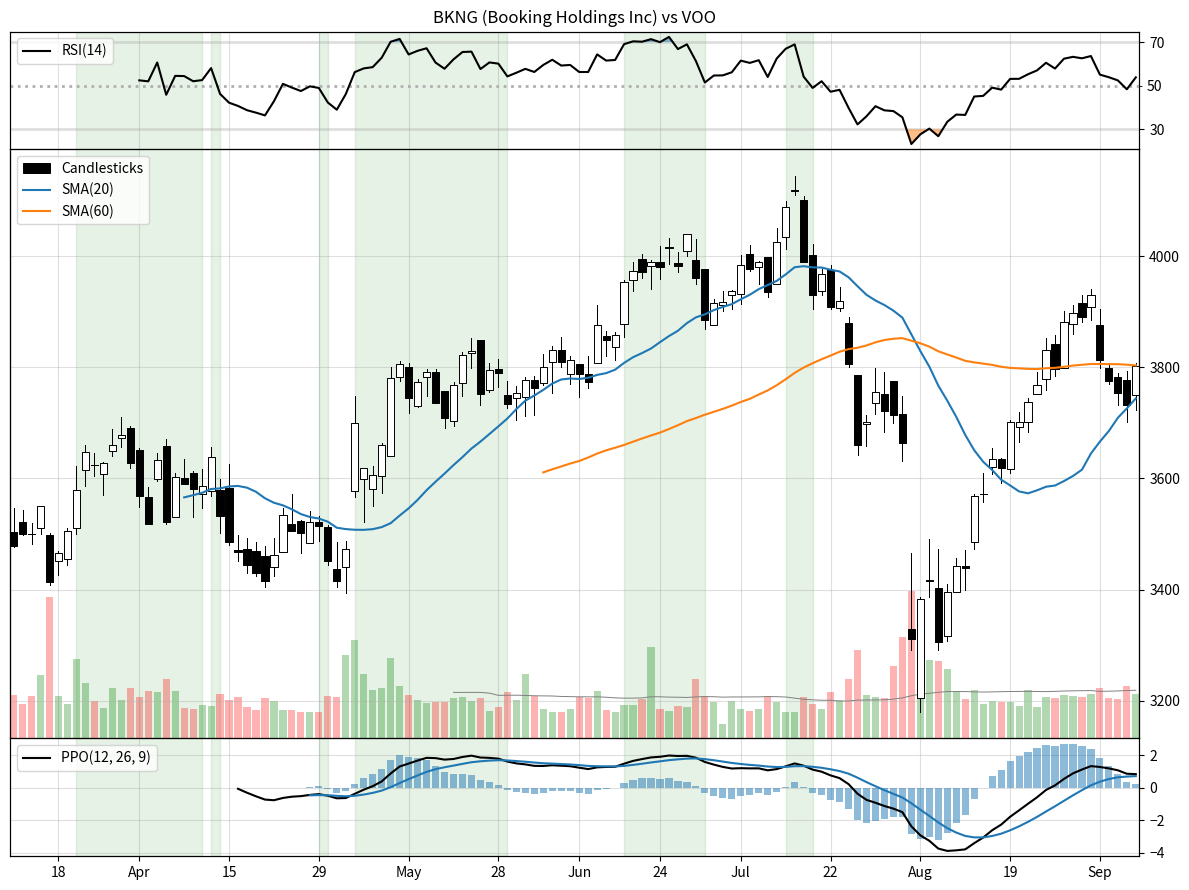 BKNG (Booking Holdings Inc) vs VOO
RSI(14)
70
50
30
Candlesticks
SMA(20)
SMA(60)
4000
3800
3600
3400
3200
PPO(12, 26, 9)
2
0
−2
−4
18 Apr 15 29 May 28 Jun 24 Jul 22 Aug 19 Sep